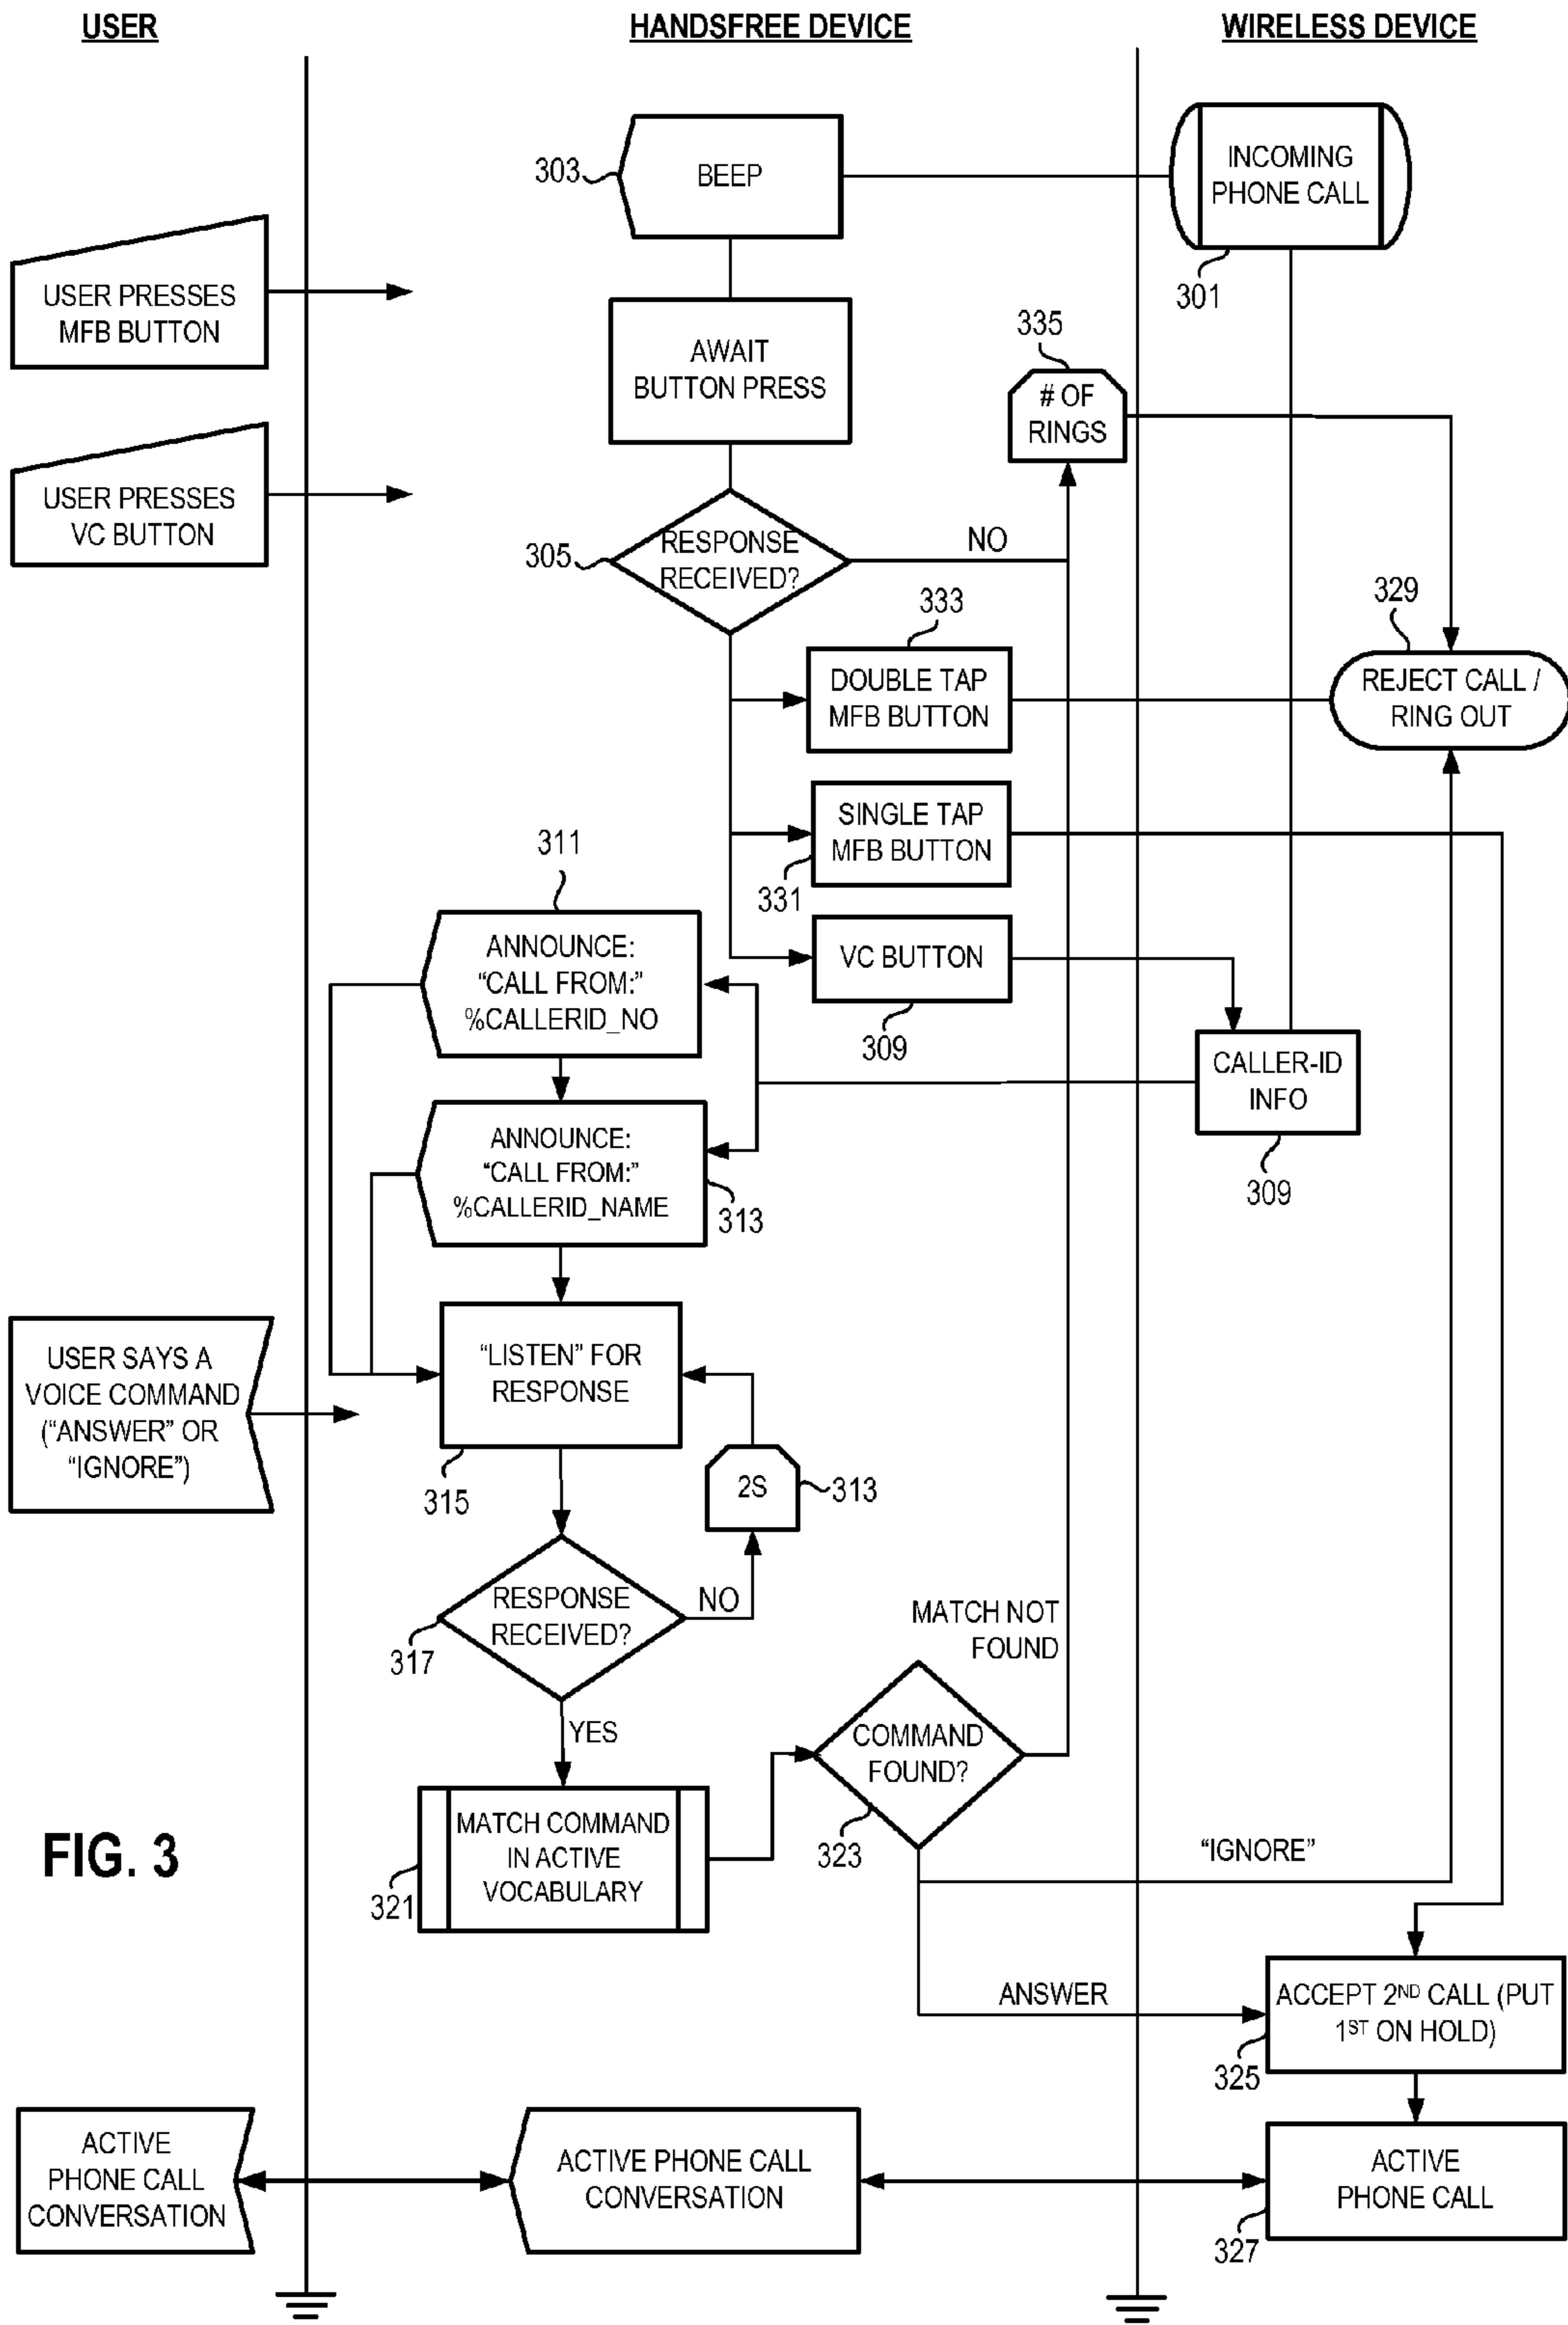 USER
HANDSFREE DEVICE
WIRELESS DEVICE
303
BEEP
INCOMING
PHONE CALL
301
USER PRESSES
MFB BUTTON
AWAIT
BUTTON PRESS
335
# OF
RINGS
USER PRESSES
VC BUTTON
305
RESPONSE
RECEIVED?
NO
333
DOUBLE TAP
MFB BUTTON
329
REJECT CALL /
RING OUT
SINGLE TAP
MFB BUTTON
331
311
ANNOUNCE:
“CALL FROM:”
%CALLERID_NO
VC BUTTON
309
CALLER-ID
INFO
309
ANNOUNCE:
“CALL FROM:”
%CALLERID_NAME
313
USER SAYS A
VOICE COMMAND
(“ANSWER” OR
“IGNORE”)
“LISTEN” FOR
RESPONSE
315
2S
313
RESPONSE
RECEIVED?
317
NO
YES
MATCH NOT
FOUND
COMMAND
FOUND?
323
MATCH COMMAND
IN ACTIVE
VOCABULARY
321
FIG. 3
“IGNORE”
ANSWER
ACCEPT 2ND CALL (PUT
1ST ON HOLD)
325
ACTIVE
PHONE CALL
CONVERSATION
ACTIVE PHONE CALL
CONVERSATION
ACTIVE
PHONE CALL
327